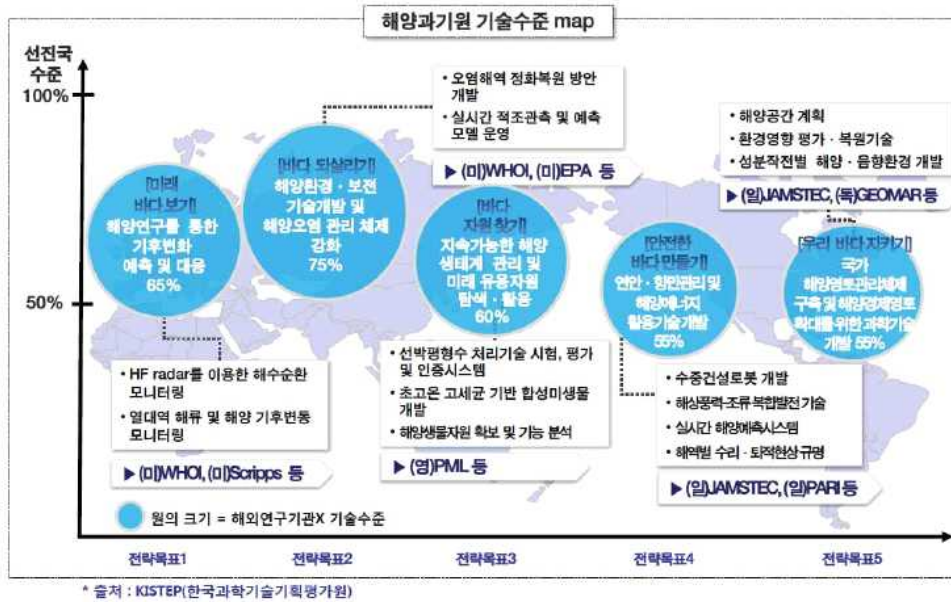 해양과기원 기술수준 map
선진국
수준
100%
50%
[미래
바다보기]
해양연구를 통한
기후변화
예측 및 대응
65%
• HF radar를 이용한 해수순환
모니터링
• 열대역 해류 및 해양 기후변동
모니터링
▶ (미)WHOI, (미)Scripps 등
[바다 되살리기]
해양환경·보전
기술개발 및
해양오염 관리 체제
강화
75%
• 오염해역 정화복원 방안
개발
• 실시간 적조관측 및 예측
모델 운영
▶ (미)WHOI, (미)EPA 등
[바다
자원 찾기]
지속가능한 해양
생태계 관리 및
미래 유용자원
탐색·활용
60%
• 선박평형수 처리기술 시험, 평가
및 인증시스템
• 초고온 고세균 기반 합성미생물
개발
• 해양생물자원 확보 및 기능 분석
▶ (영)PML 등
[안전한
바다만들기]
연안·항만관리 및
해양에너지
활용기술 개발
55%
• 수중건설로봇 개발
• 해상풍력-조류 복합발전 기술
• 실시간 해양예측시스템
• 해역별 수리·퇴적현상 규명
▶ (일)JAMSTEC, (일)PARI 등
• 해양공간 계획
• 환경영향 평가·복원기술
• 성분작전별 해양·음향환경 개발
▶ (일)JAMSTEC, (독)GEOMAR 등
[우리 바다지키기]
국가
해양영토관리체제
구축 및 해양경제영토
확대를 위한 과학기술
개발 55%
원의 크기 = 해외연구기관X 기술수준
전략목표1
전략목표2
전략목표3
전략목표4
전략목표5
* 출처 : KISTEP(한국과학기술기획평가원)